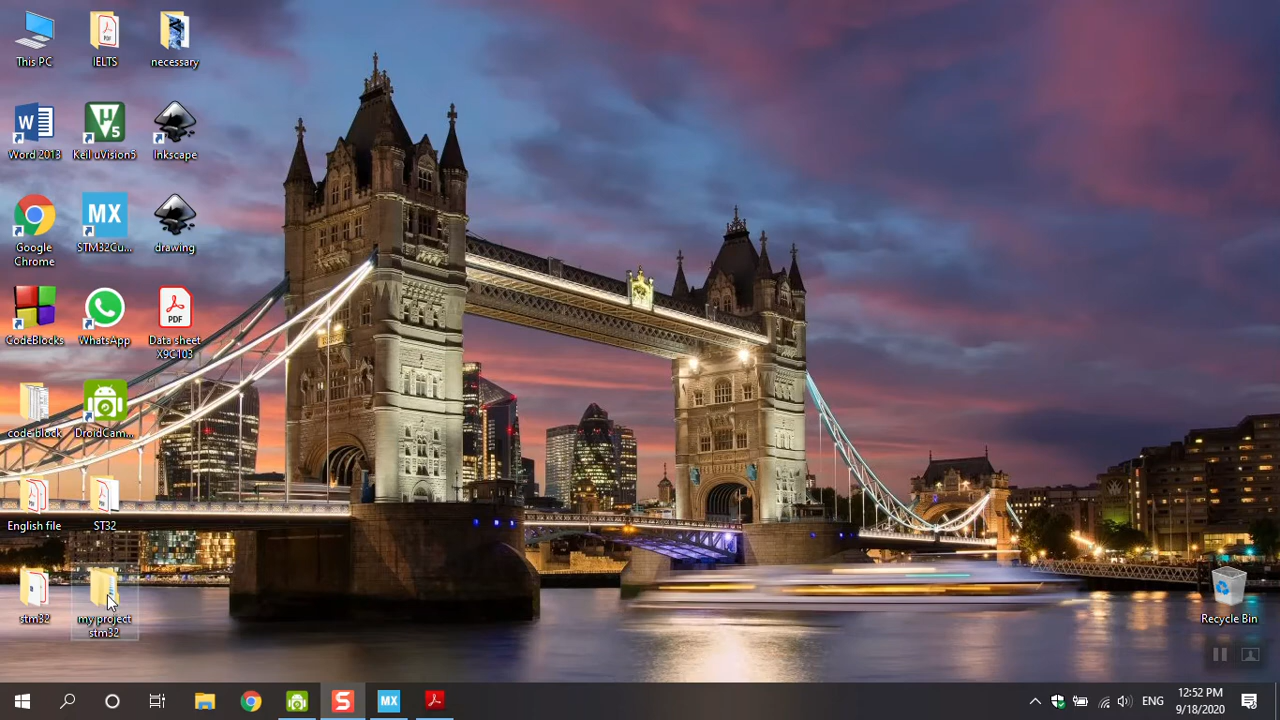 This PC
IELTS
necessary
Word 2013
Keil uVision5
Inkscape
Google
Chrome
STM32Cu...
drawing
CodeBlocks
WhatsApp
Data sheet
X9C103
code block
DroidCam...
English file
ST32
stm32
my project
stm32
Recycle Bin
ENG
12:52 PM
9/18/2020
W
μ
5
MX
PDF
S
MX